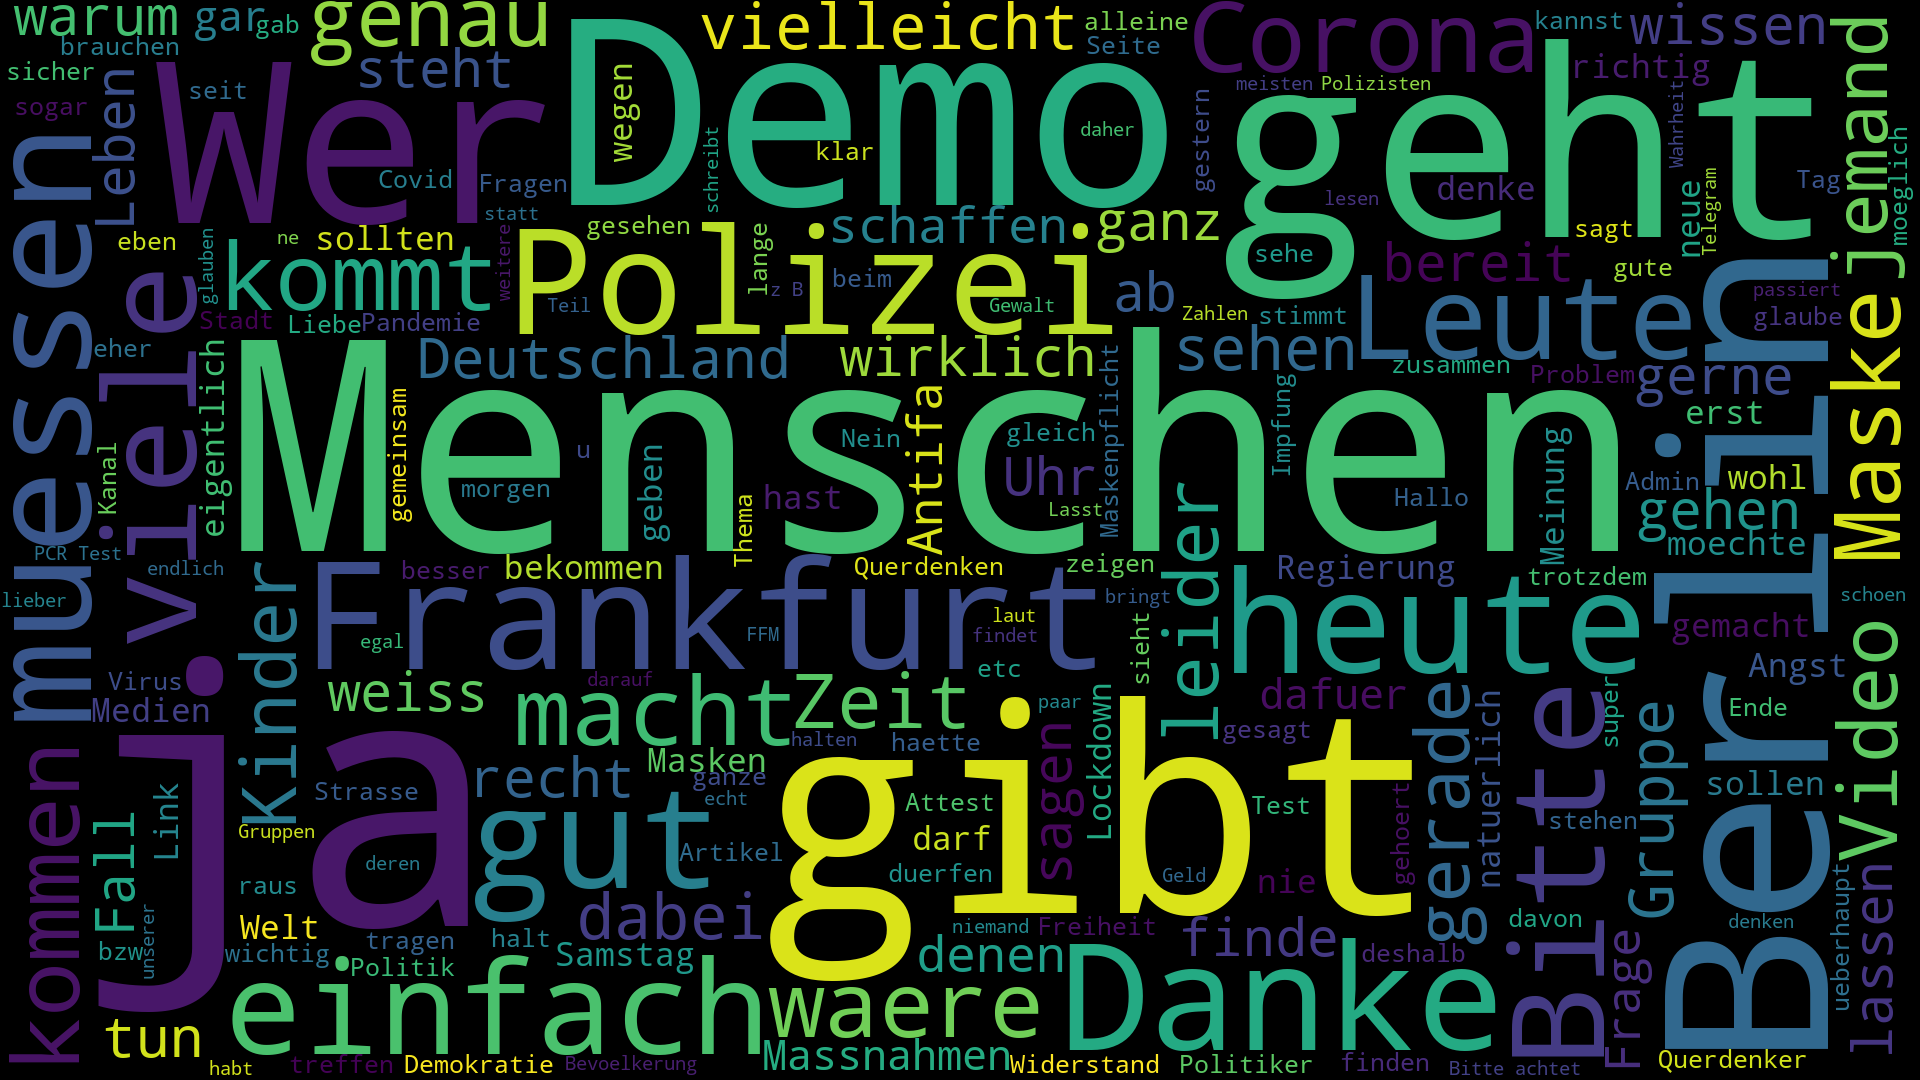 warum
gar
gab
genau
vielleicht
alleine
Seite
Corona
kannst
wissen
brauchen
sicher
sogar
seit
steht
Leben
Wer
Demo
wegen
geht
meisten
Polizisten
richtig
Wahrheit
jemand
moeglich
muessen
viele
Covid
Fragen
statt
schreibt
klar
daher
gestern
lesen
denke
Tag
neue
Telegram
eben
ne
sollten
glauben
kommt
weitere
gesehen
Polizei
lange
schaffen
ganz
sehe
sagt
bereit
gute
Teil
z B
beim
Gewalt
ab
Zahlen
stimmt
Leuten
passiert
glaube
Stadt
Liebe
Pandemie
eher
eigentlich
Deutschland
wirklich
Maskenpflicht
sehen
zusammen
Problem
gerne
Maske
Menschen
gemeinsam
u
geben
Nein
Antifa
gleich
Impfung
erst
Kanal
morgen
hast
Uhr
Lasst
Hallo
Meinung
Admin
wohl
gehen
moechte
Thema
PCR Test
endlich
lieber
Kinder
Frankfurt
besser
bekommen
Querdenken
zeigen
leider
Regierung
trotzdem
bringt
heute
Berlin
schoen
egal
FFM
laut
findet
sieht
gemacht
Angst
Virus
Medien
weiss
darauf
macht
Zeit
etc
paar
Lockdown
dafuer
gesagt
gerade
natuerlich
super
Ende
Video
kommen
ja
Strasse
recht
Masken
ganze
echt
halten
haette
gibt
sagen
Bitte
Gruppe
sollen
Link
Fall
Gruppen
gut
Artikel
Attest
darf
duerfen
Test
gehoert
stehen
deren
raus
nie
Geld
Welt
bzw
unserer
wichtig
tragen
halt
dabei
Samstag
niemand
Freiheit
denen
finde
deshalb
davon
Frage
denken
ueberhaupt
lassen
Politik
tun
einfach
waere
Danke
habt
treffen
Demokratie
Bevoelkerung
Massnahmen
Widerstand
Politiker
finden
Bitte achtet
Querdenker